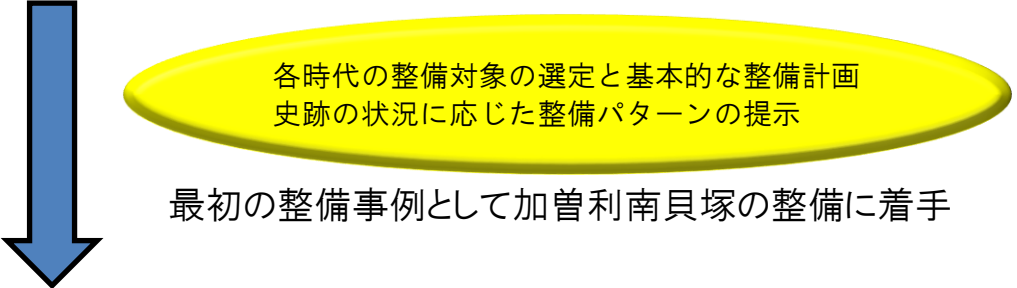 各時代の整備対象の選定と基本的な整備計画
史跡の状況に応じた整備パターンの提示
最初の整備事例として加曽利南貝塚の整備に着手